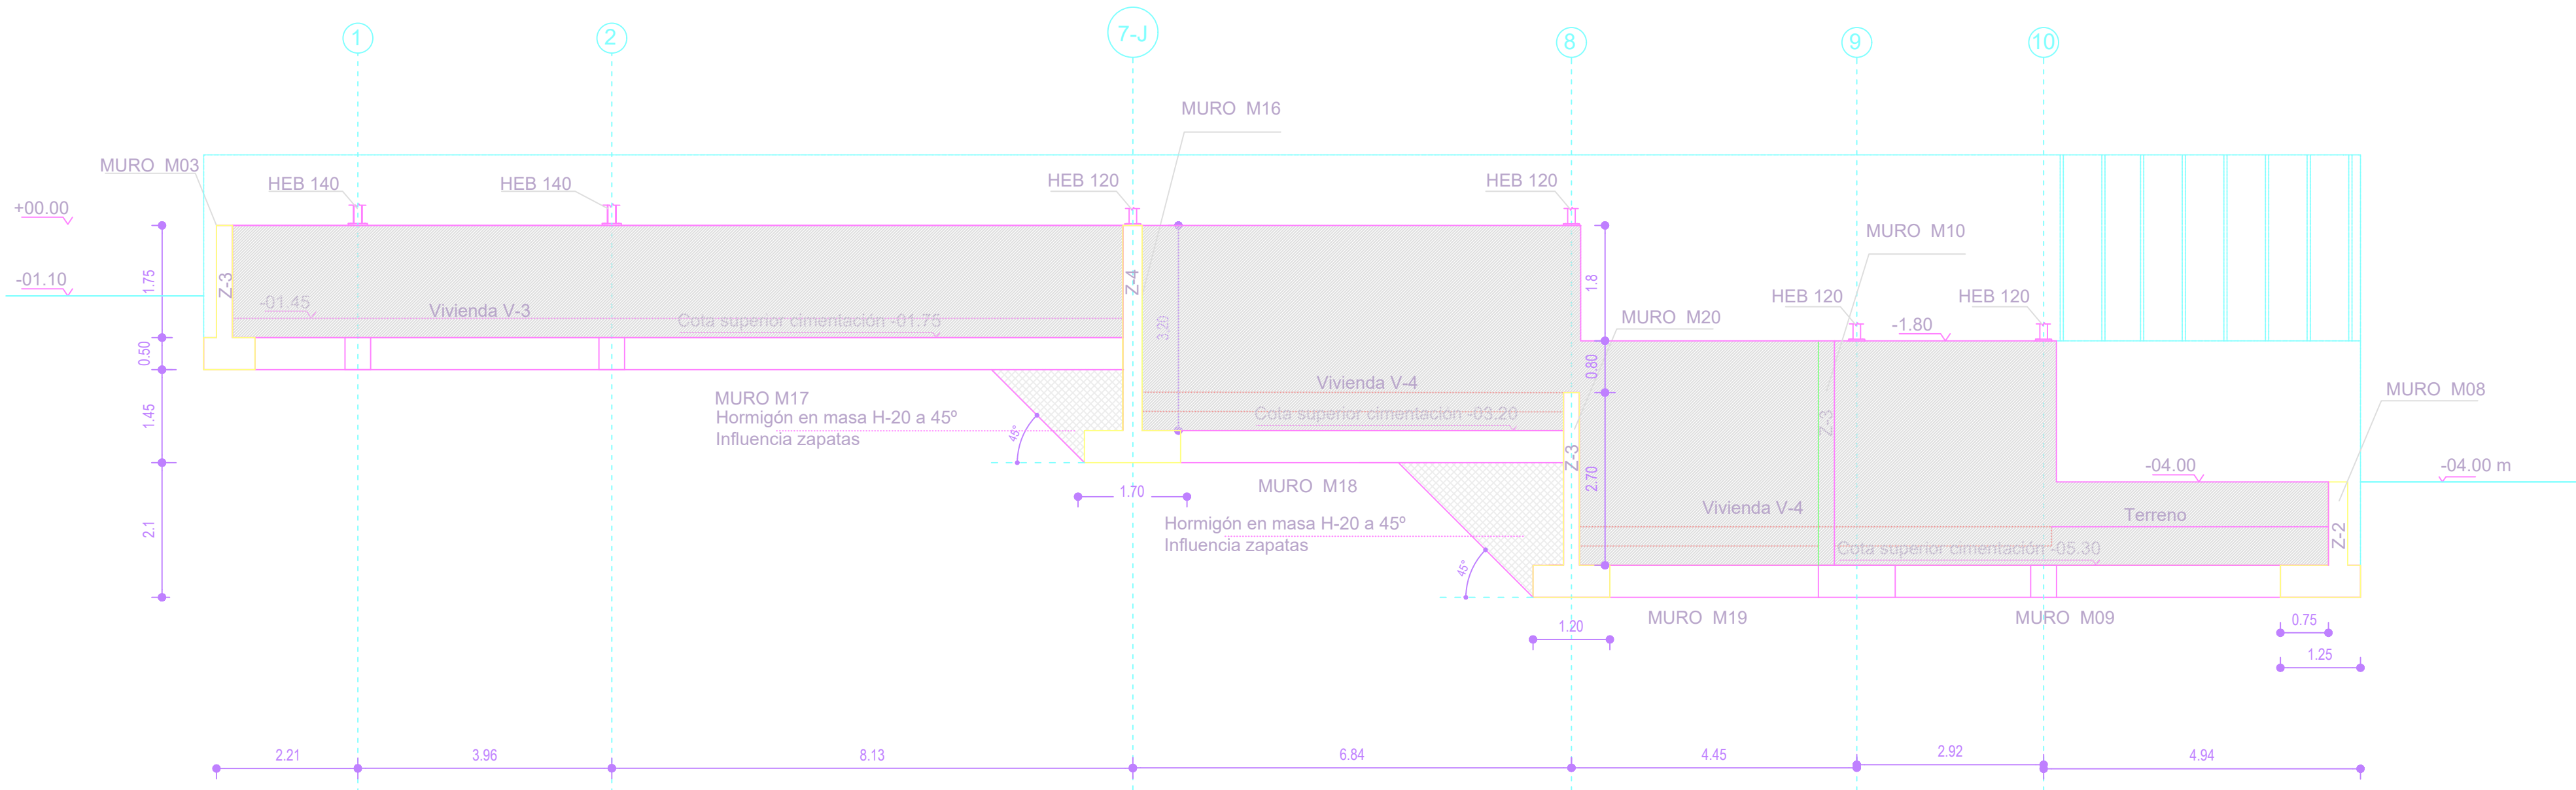 1
2
7-J
8
9
10
MURO M16
MURO M03
HEB 140
HEB 140
HEB 120
HEB 120
+00.00
MURO M10
-01.10
1.75
Z-3
-01.45
Vivienda V-3
Cota superior cimentación -01.75
Z-4
3.20
1.8
MURO M20
HEB 120
HEB 120
-1.80
0.50
0.80
Vivienda V-4
MURO M08
MURO M17
Hormigón en masa H-20 a 45º
Influencia zapatas
1.45
45°
Cota superior cimentación -03.20
Z-3
Z-3
-04.00
-04.00 m
1.70
MURO M18
2.70
Vivienda V-4
Terreno
Hormigón en masa H-20 a 45º
Influencia zapatas
2.1
45°
Cota superior cimentación -05.30
Z-2
1.20
MURO M19
MURO M09
0.75
1.25
2.21
3.96
8.13
6.84
4.45
2.92
4.94